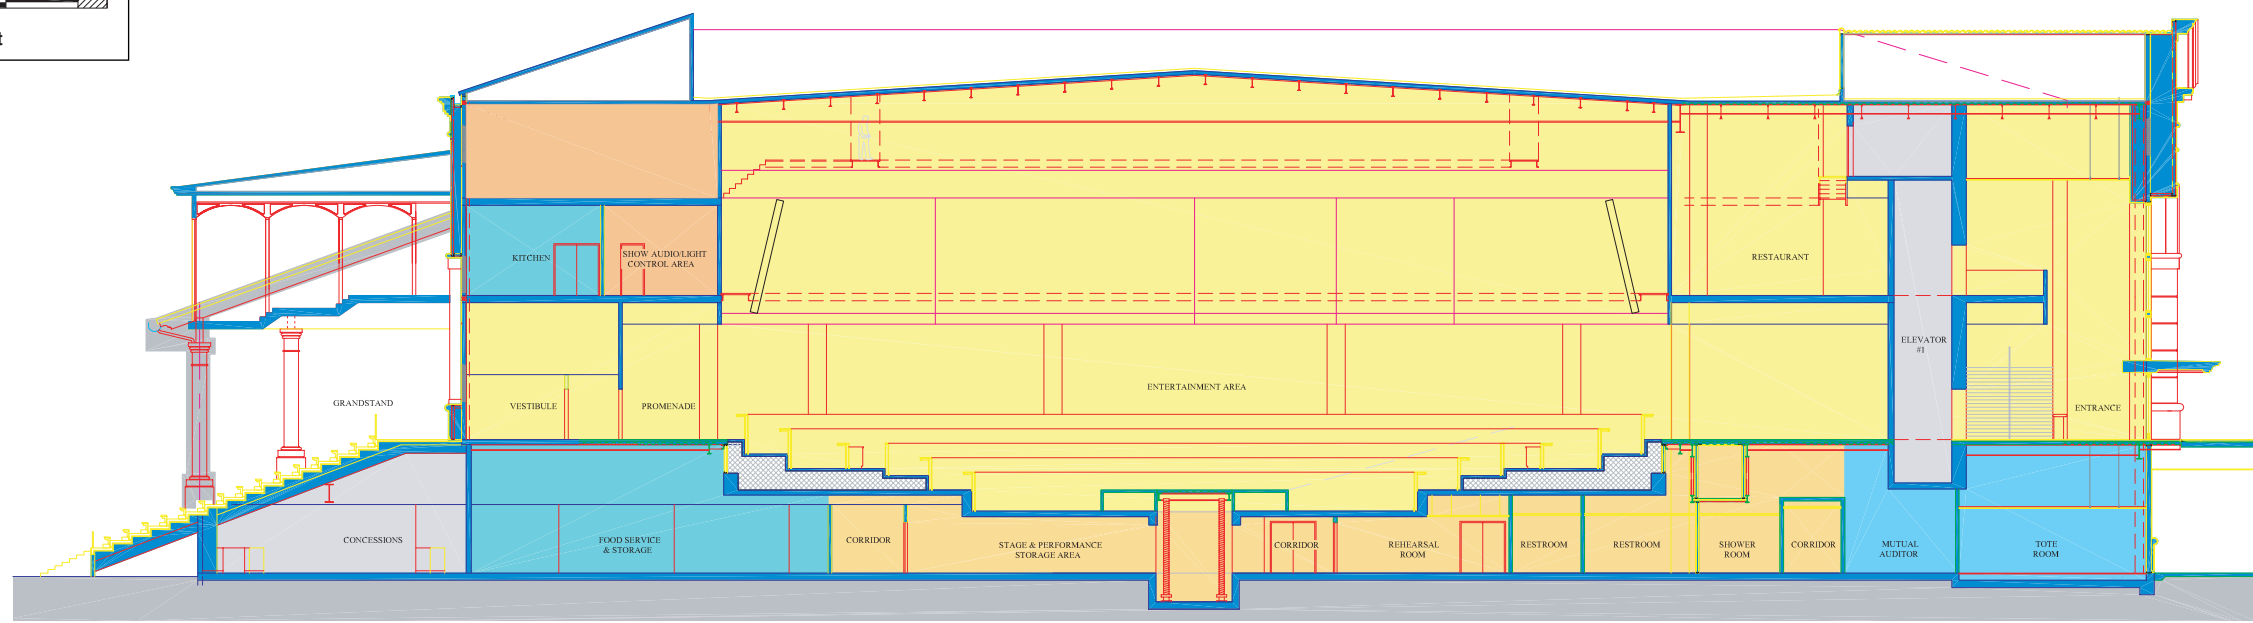 t
KITCHEN
SHOW AUDIO/LIGHT
CONTROL AREA
RESTAURANT
ELEVATOR
#1
GRANDSTAND
VESTIBULE
PROMENADE
ENTERTAINMENT AREA
ENTRANCE
CONCESSIONS
FOOD SERVICE
& STORAGE
CORRIDOR
STAGE & PERFORMANCE
STORAGE AREA
CORRIDOR
REHEARSAL
ROOM
RESTROOM
RESTROOM
SHOWER
ROOM
CORRIDOR
MUTUAL
AUDITOR
TOTE
ROOM